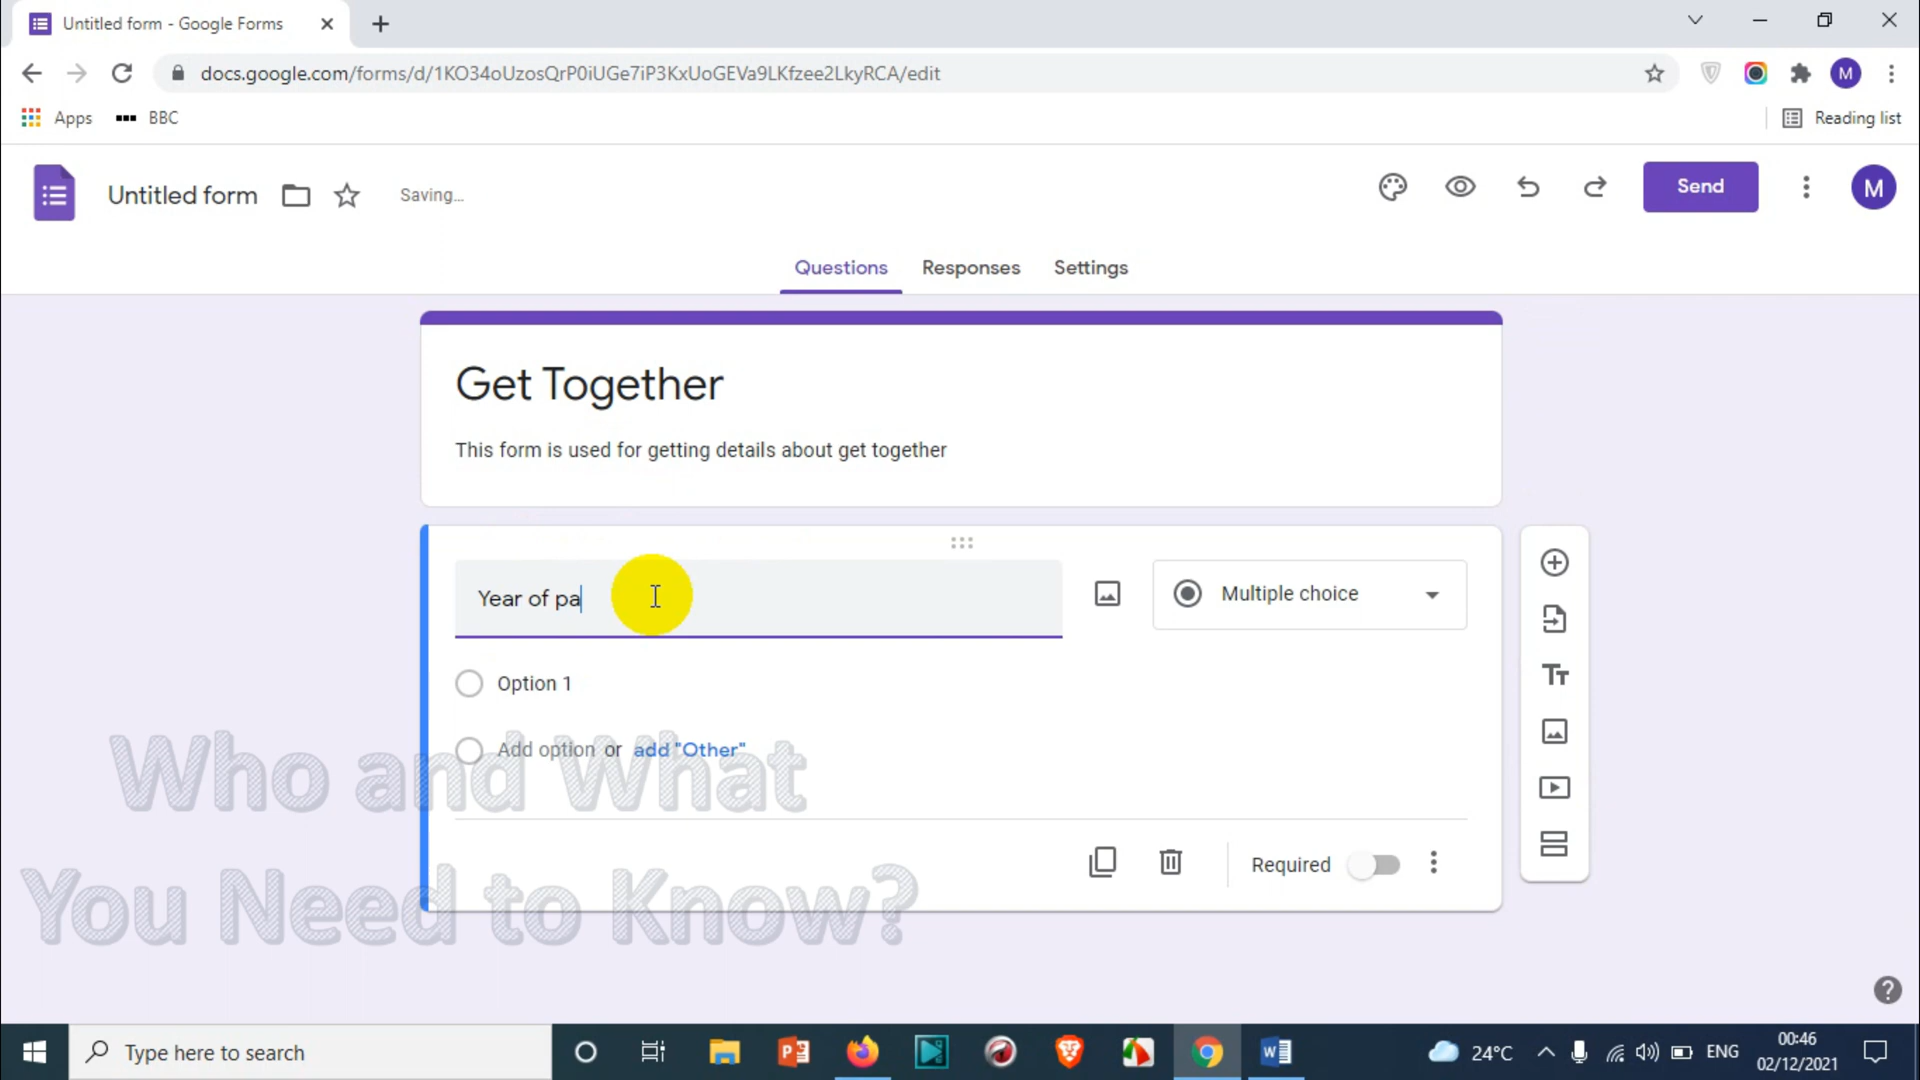 Untitled form - Google Forms
docs.google.com/forms/d/1KO34oUzosQrP0iUGe7iP3KxUoGEVa9LKfzee2LkyRCA/edit
M
Apps
BBC
Reading list
Untitled form
Saving...
Send
M
Questions
Responses
Settings
Get Together
This form is used for getting details about get together
Year of pa
Multiple choice
Option 1
Add option or add "Other"
Who and What
You Need to Know?
Required
Type here to search
24°C
ENG
00:46
02/12/2021